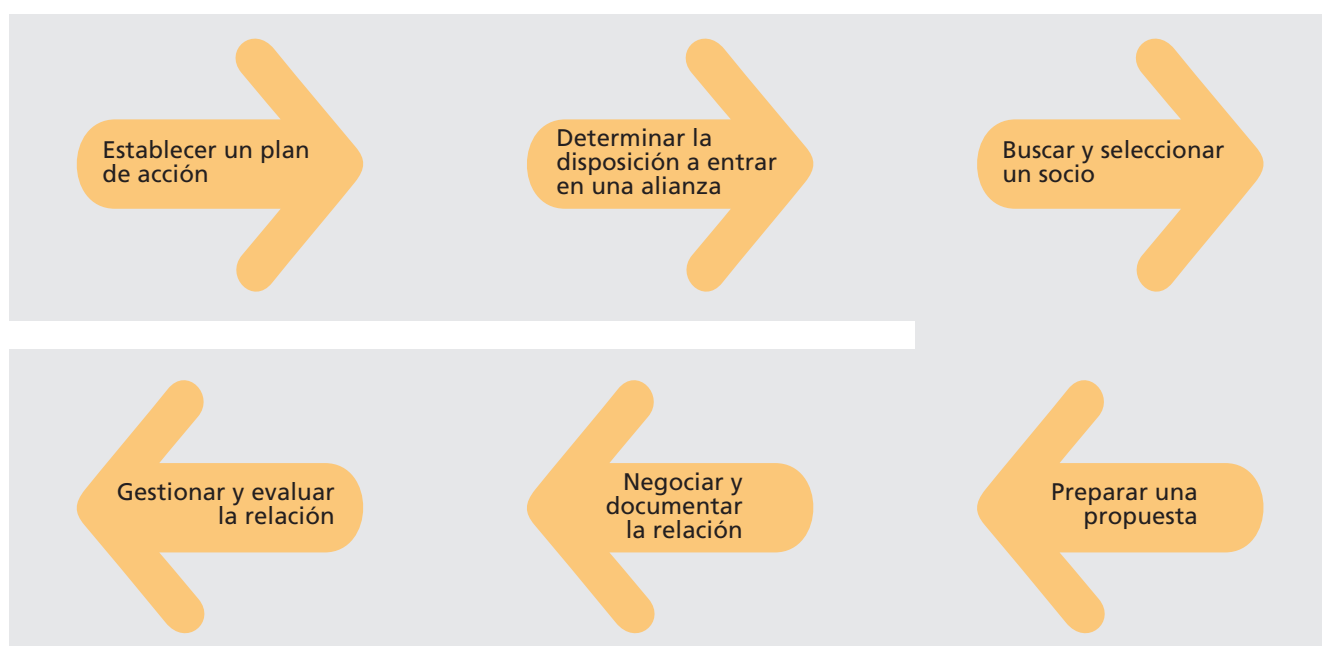 Establecer un plan
de acción
Determinar la
disposición a entrar
en una alianza
Buscar y seleccionar
un socio
Preparar una
propuesta
Negociar y
documentar
la relación
Gestionar y evaluar
la relación